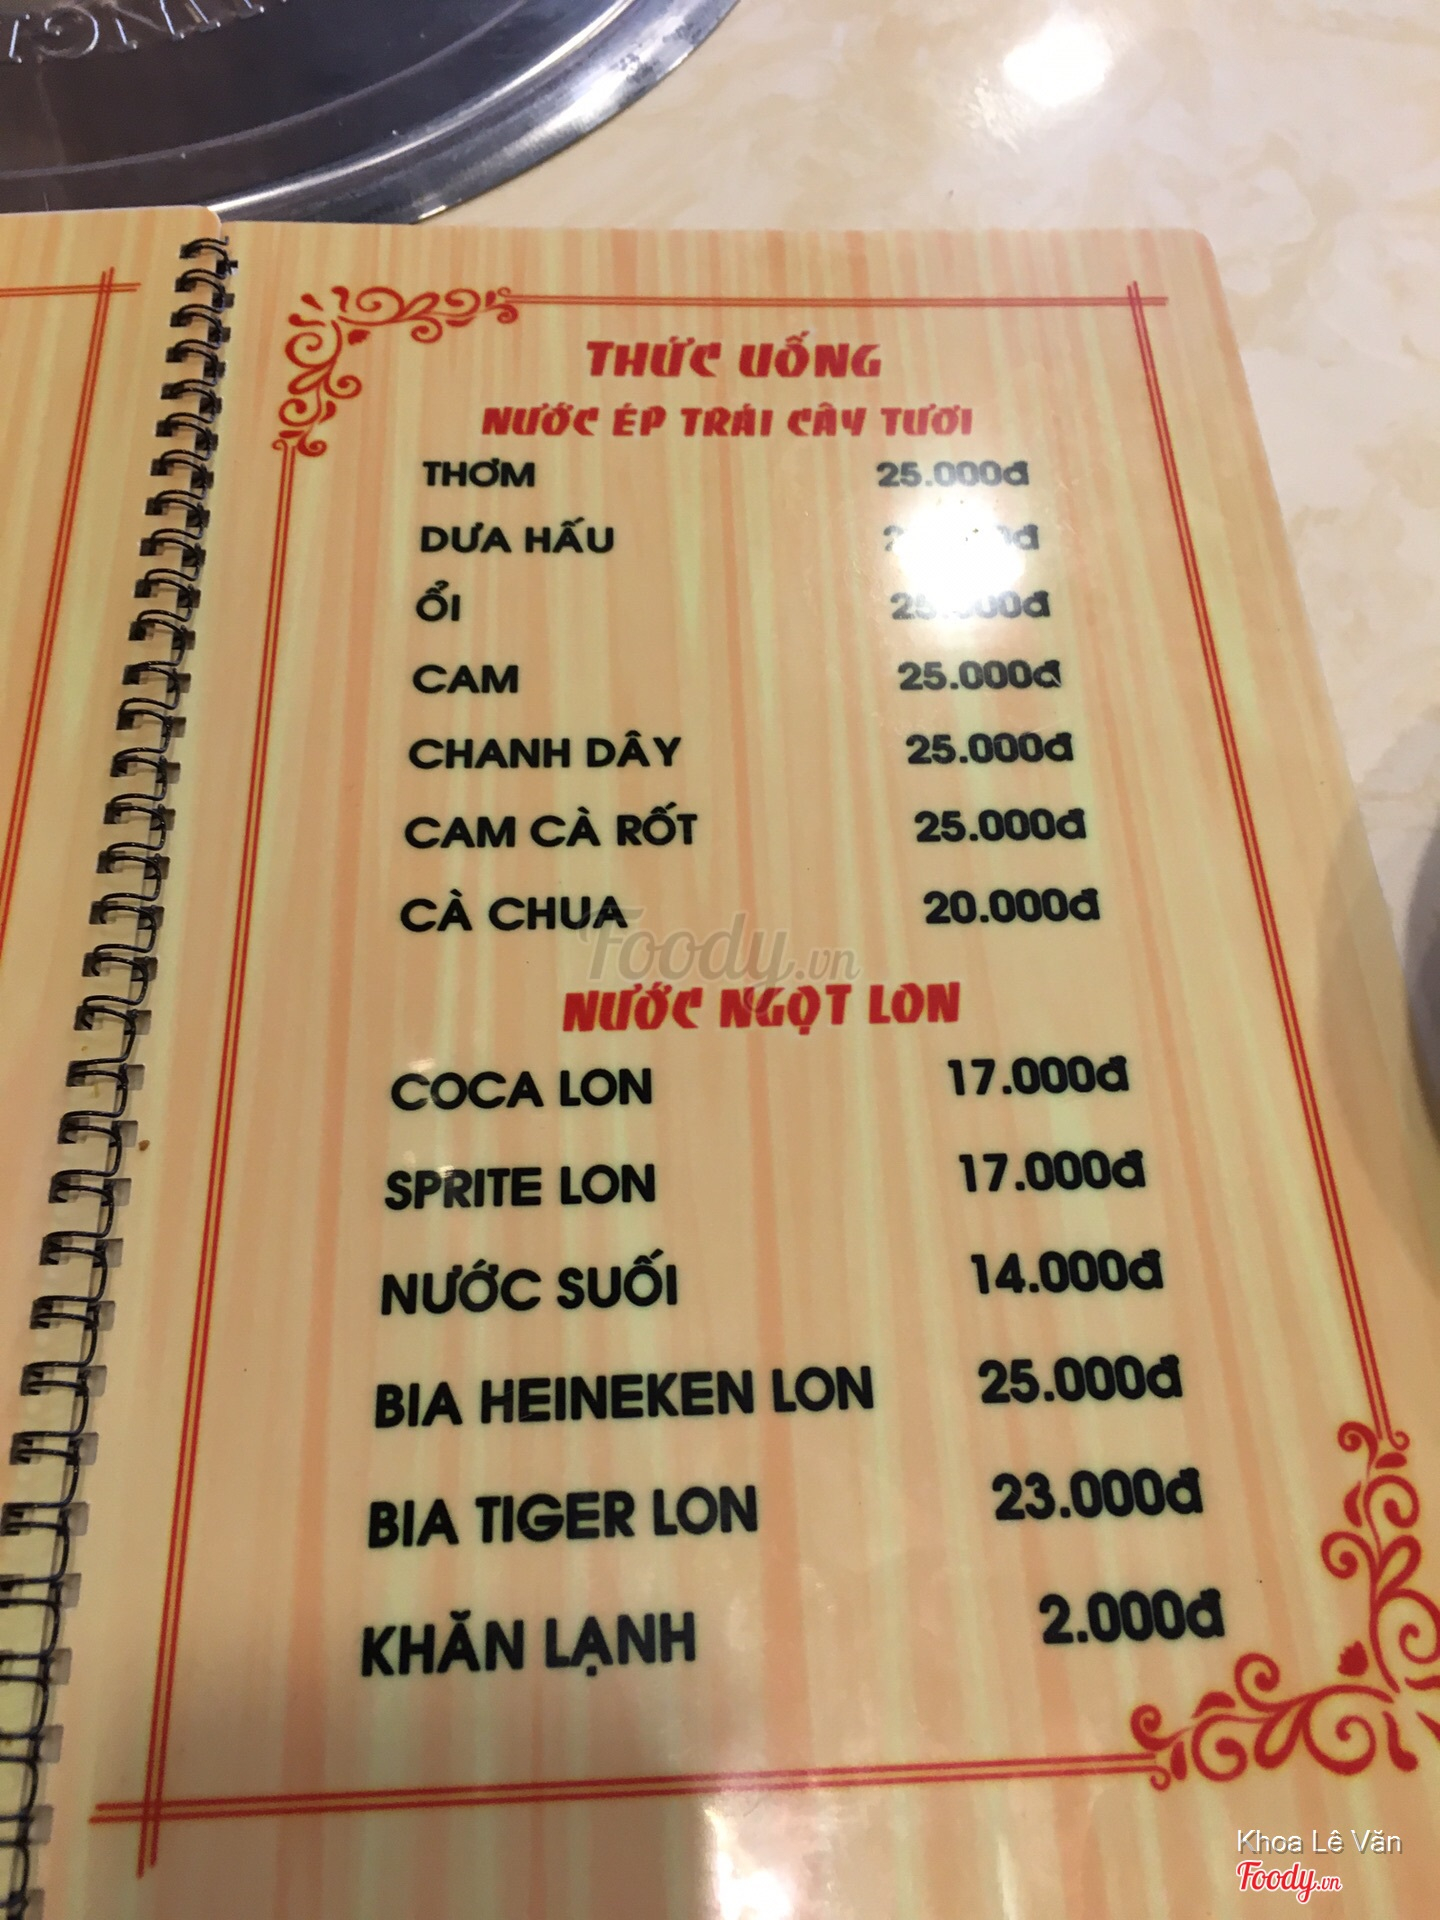 THỨC UỐNG
NƯỚC ÉP TRÁI CÂY TƯƠI
THƠM 25.000đ
DƯA HẤU
ỔI 25.000đ
CAM 25.000đ
CHANH DÂY 25.000đ
CAM CÀ RỐT 25.000đ
CÀ CHUA 20.000đ
Foody.vn
NƯỚC NGỌT LON
COCA LON 17.000đ
SPRITE LON 17.000đ
NƯỚC SUỐI 14.000đ
BIA HEINEKEN LON 25.000đ
BIA TIGER LON 23.000đ
KHĂN LẠNH 2.000đ
Khoa Lê Văn
Foody.vn